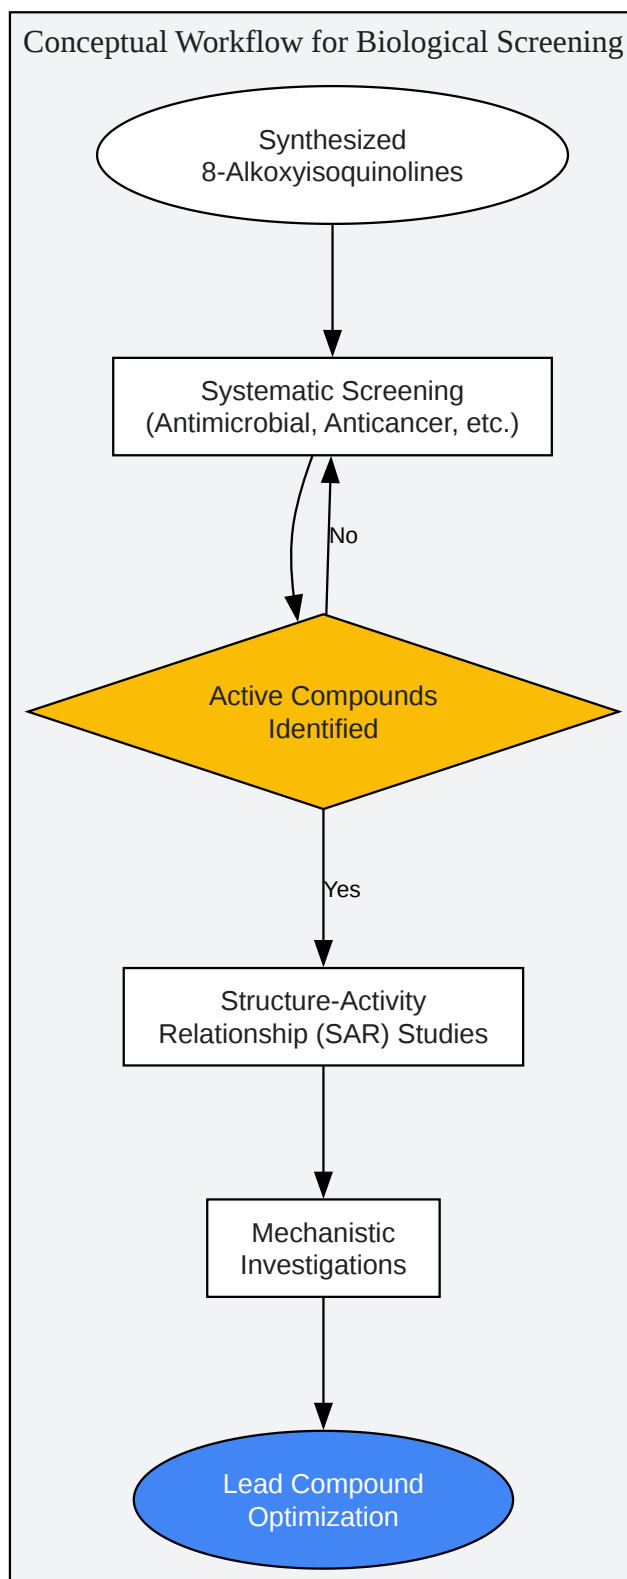 Conceptual Workflow for Biological Screening
Synthesized
8-Alkoxyisoquinolines
Systematic Screening
(Antimicrobial, Anticancer, etc.)
No
Active Compounds
Identified
Yes
Structure-Activity
Relationship (SAR) Studies
Mechanistic
Investigations
Lead Compound
Optimization